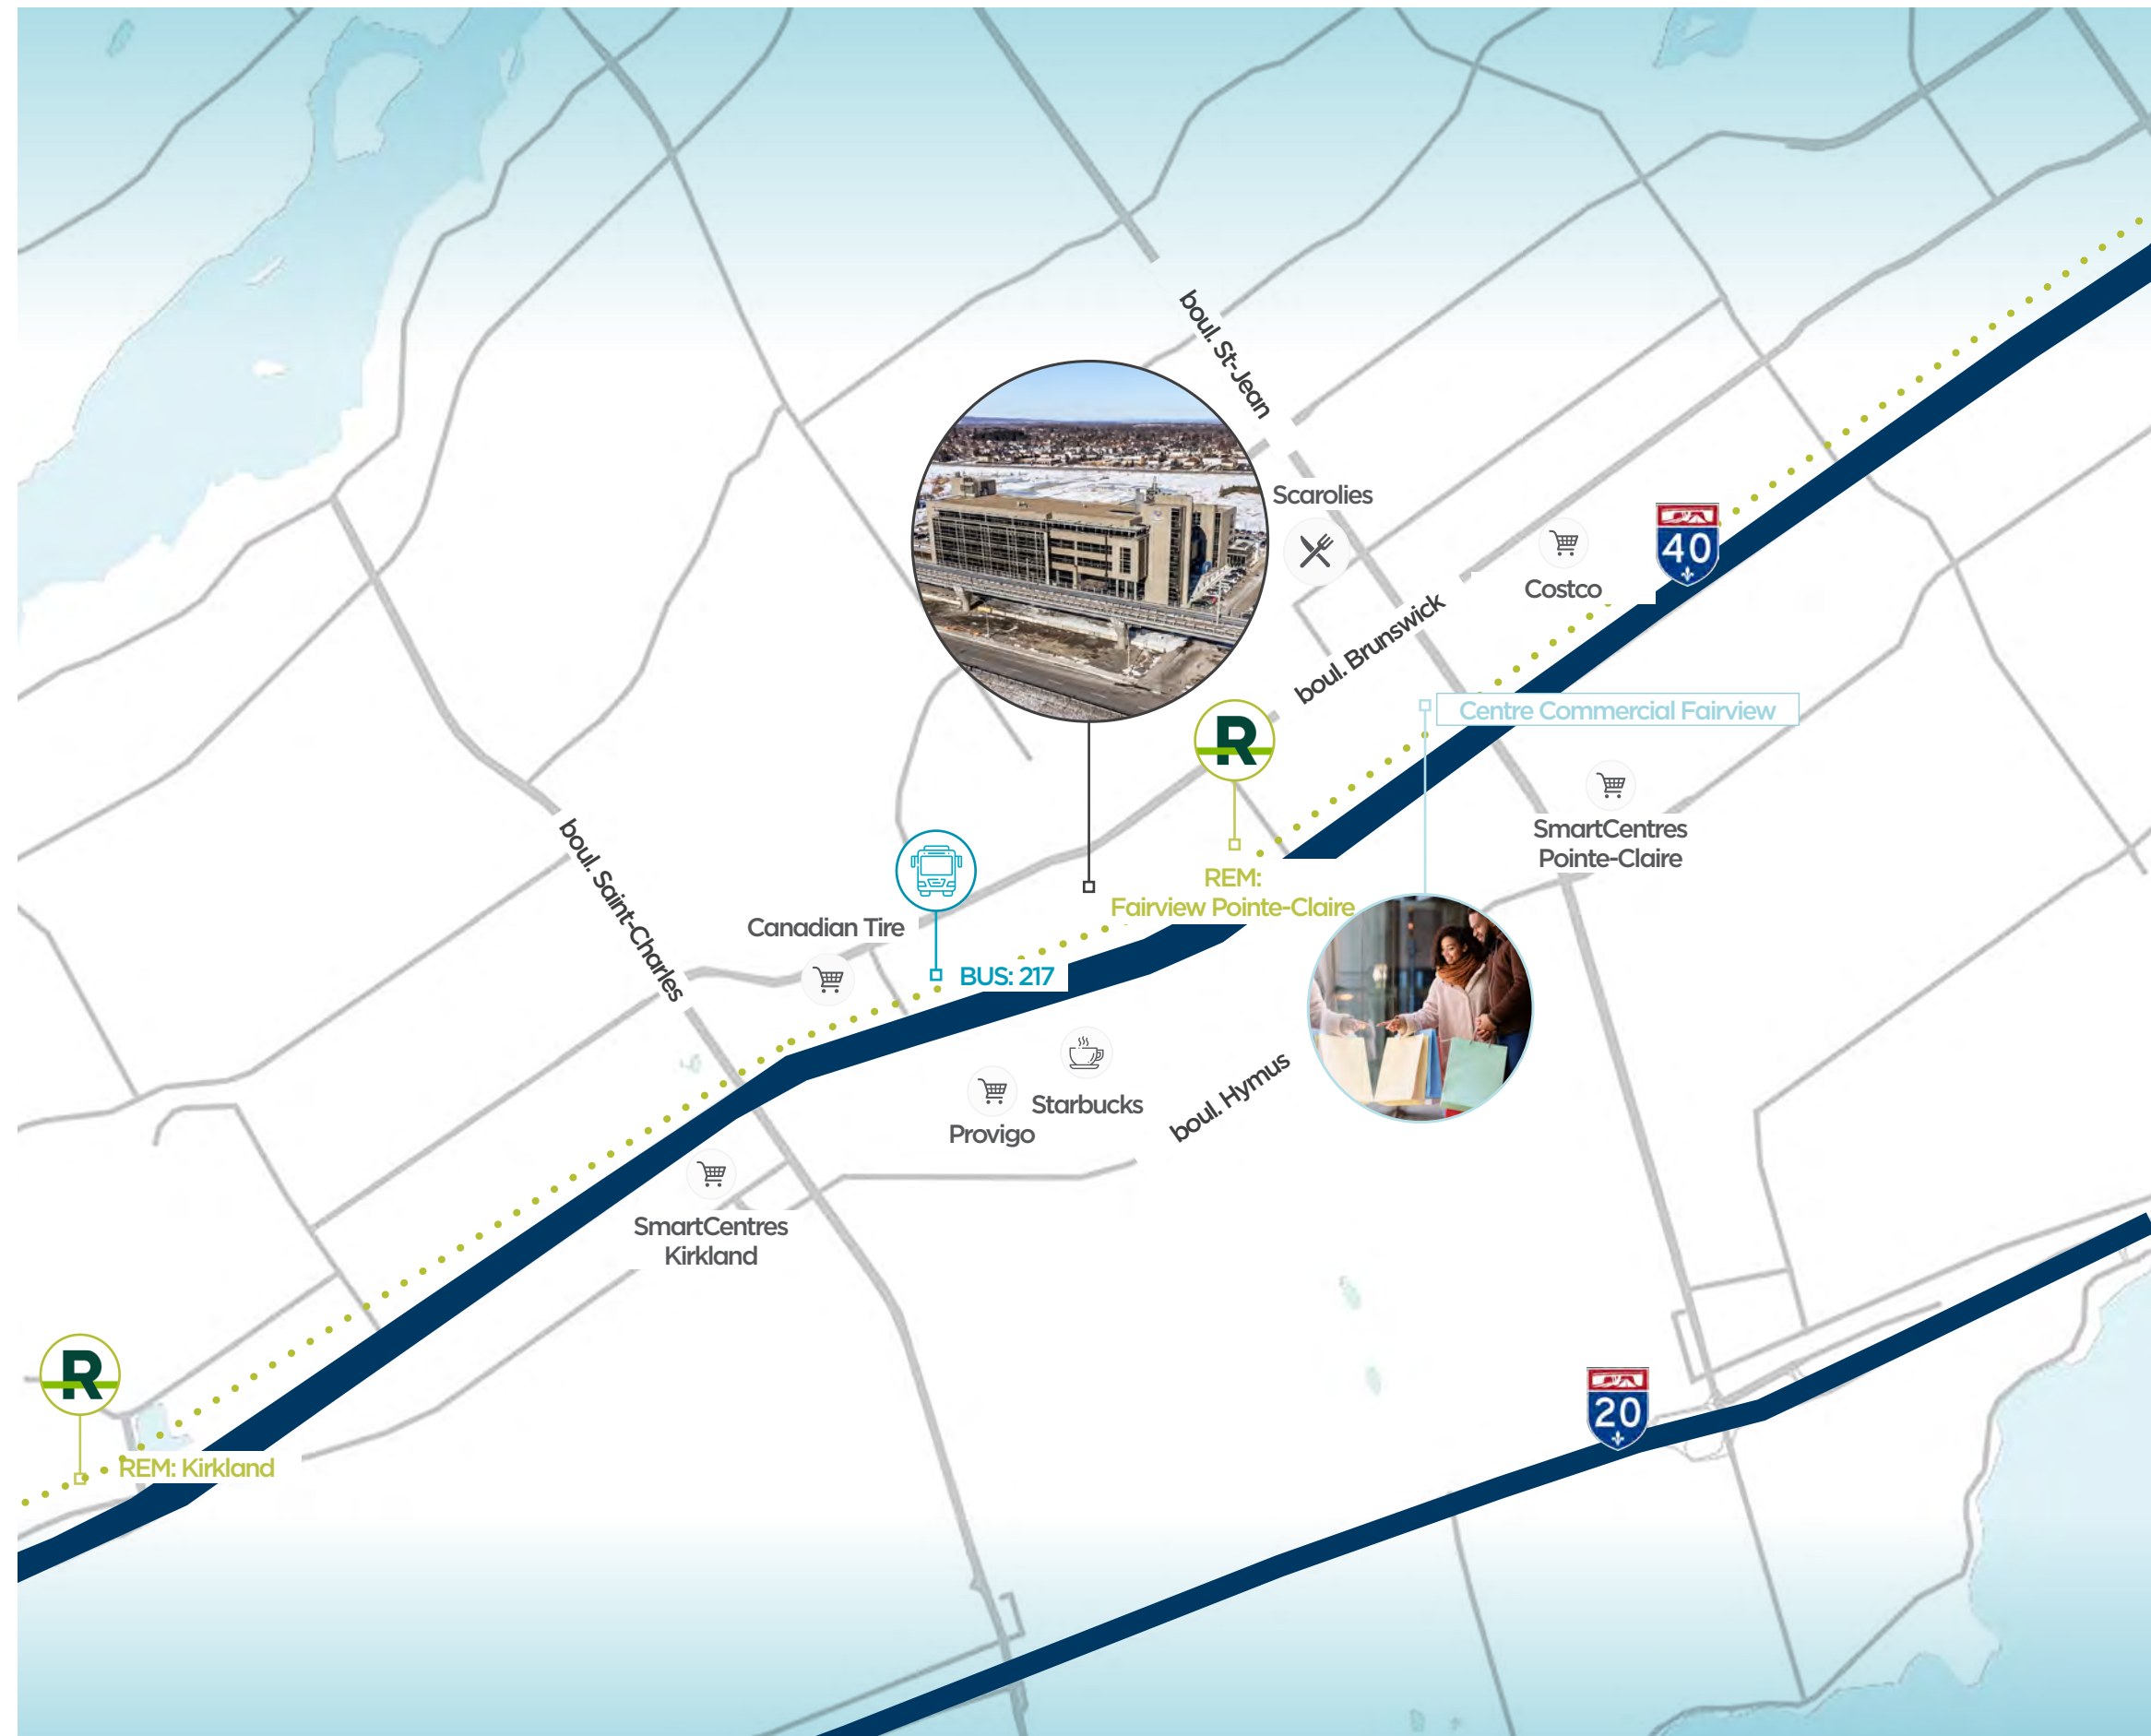 boul. St-Jean
Scarolies
40
Costco
boul. Brunswick
Centre Commercial Fairview
R
SmartCentres
Pointe-Claire
boul. Saint-Charles
REM:
Fairview Pointe-Claire
Canadian Tire
BUS: 217
Starbucks
Provigo
boul. Hymus
SmartCentres
Kirkland
R
20
REM: Kirkland